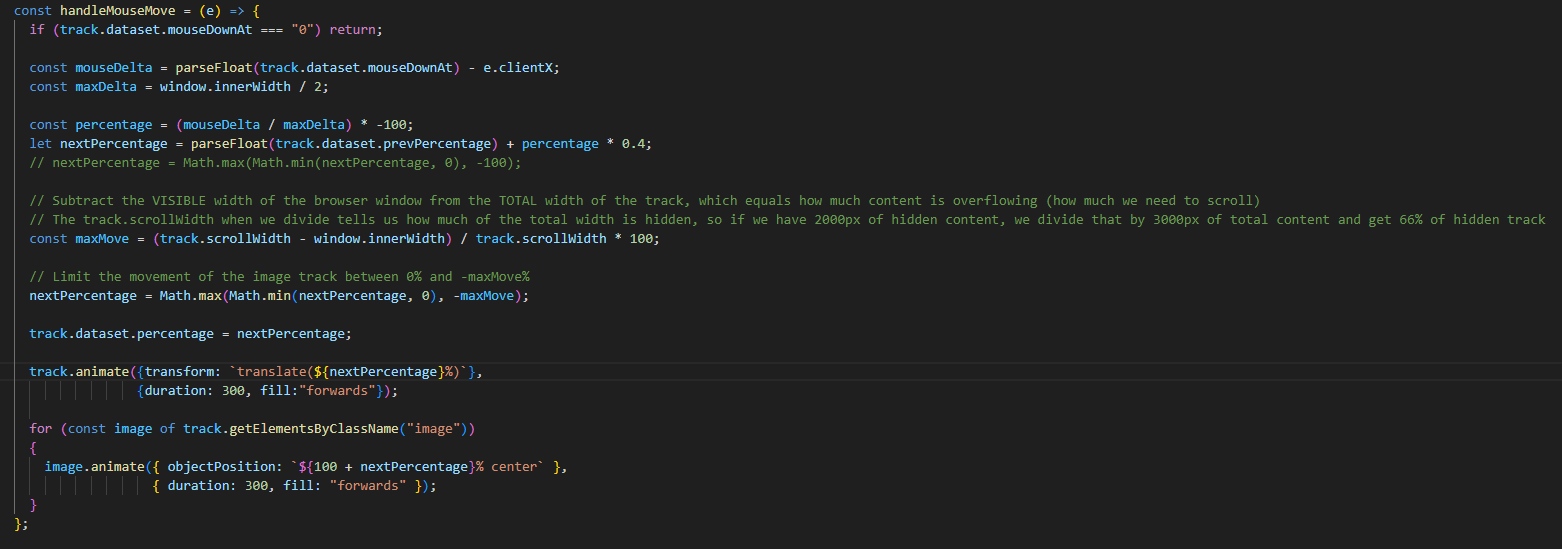 const handleMouseMove = (e) => {
if (track.dataset.mouseDownAt === "0") return;
const mouseDelta = parseFloat(track.dataset.mouseDownAt) - e.clientX;
const maxDelta = window.innerWidth / 2;
const percentage = (mouseDelta / maxDelta) * -100;
let nextPercentage = parseFloat(track.dataset.prevPercentage) + percentage * 0.4;
// nextPercentage = Math.max(Math.min(nextPercentage, 0), -100);
// Subtract the VISIBLE width of the browser window from the TOTAL width of the track, which equals how much content is overflowing (how much we need to scroll)
// The track.scrollWidth when we divide tells us how much of the total width is hidden, so if we have 2000px of hidden content, we divide that by 3000px of total content and get 66% of hidden track
const maxMove = (track.scrollWidth - window.innerWidth) / track.scrollWidth * 100;
// Limit the movement of the image track between 0% and -maxMove%
nextPercentage = Math.max(Math.min(nextPercentage, 0), -maxMove);
track.dataset.percentage = nextPercentage;
track.animate({transform: `translate(${nextPercentage}%)`},
{duration: 300, fill:"forwards"});
for (const image of track.getElementsByClassName("image"))
{
image.animate({ objectPosition: `${100 + nextPercentage}% center` },
{ duration: 300, fill: "forwards" });
}
};